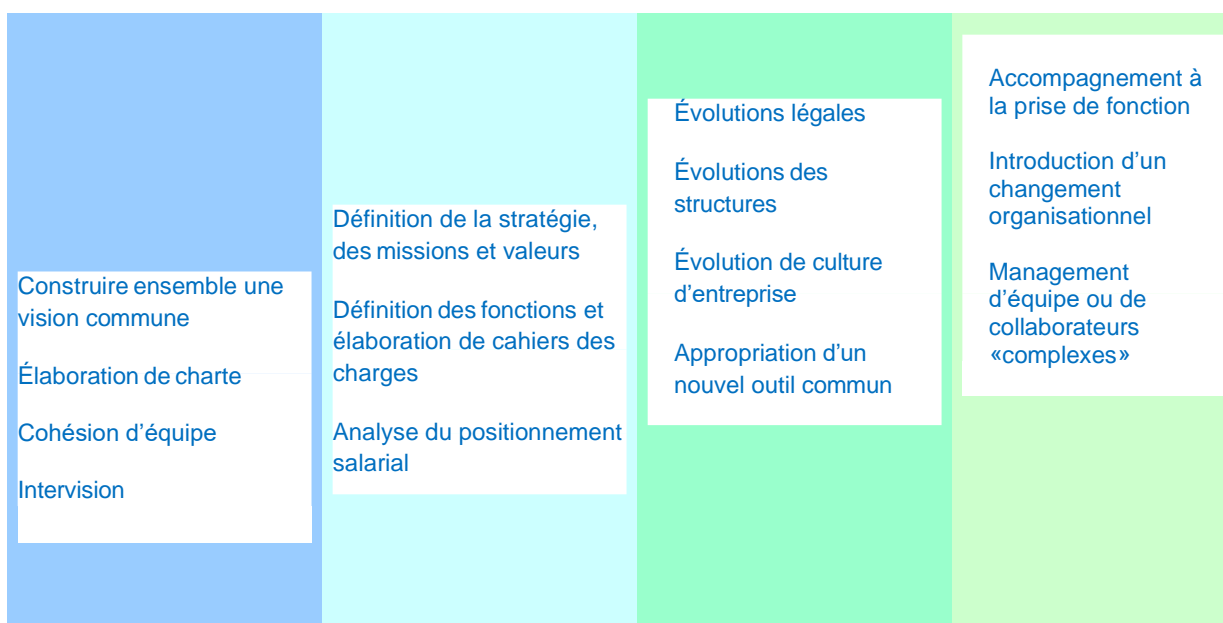 Construire ensemble une
vision commune
Élaboration de charte
Cohésion d’équipe
Intervision
Définition de la stratégie,
des missions et valeurs
Définition des fonctions et
élaboration de cahiers des
charges
Analyse du positionnement
salarial
Évolutions légales
Évolutions des
structures
Évolution de culture
d’entreprise
Appropriation d’un
nouvel outil commun
Accompagnement à
la prise de fonction
Introduction d’un
changement
organisationnel
Management
d’équipe ou de
collaborateurs
«complexes»